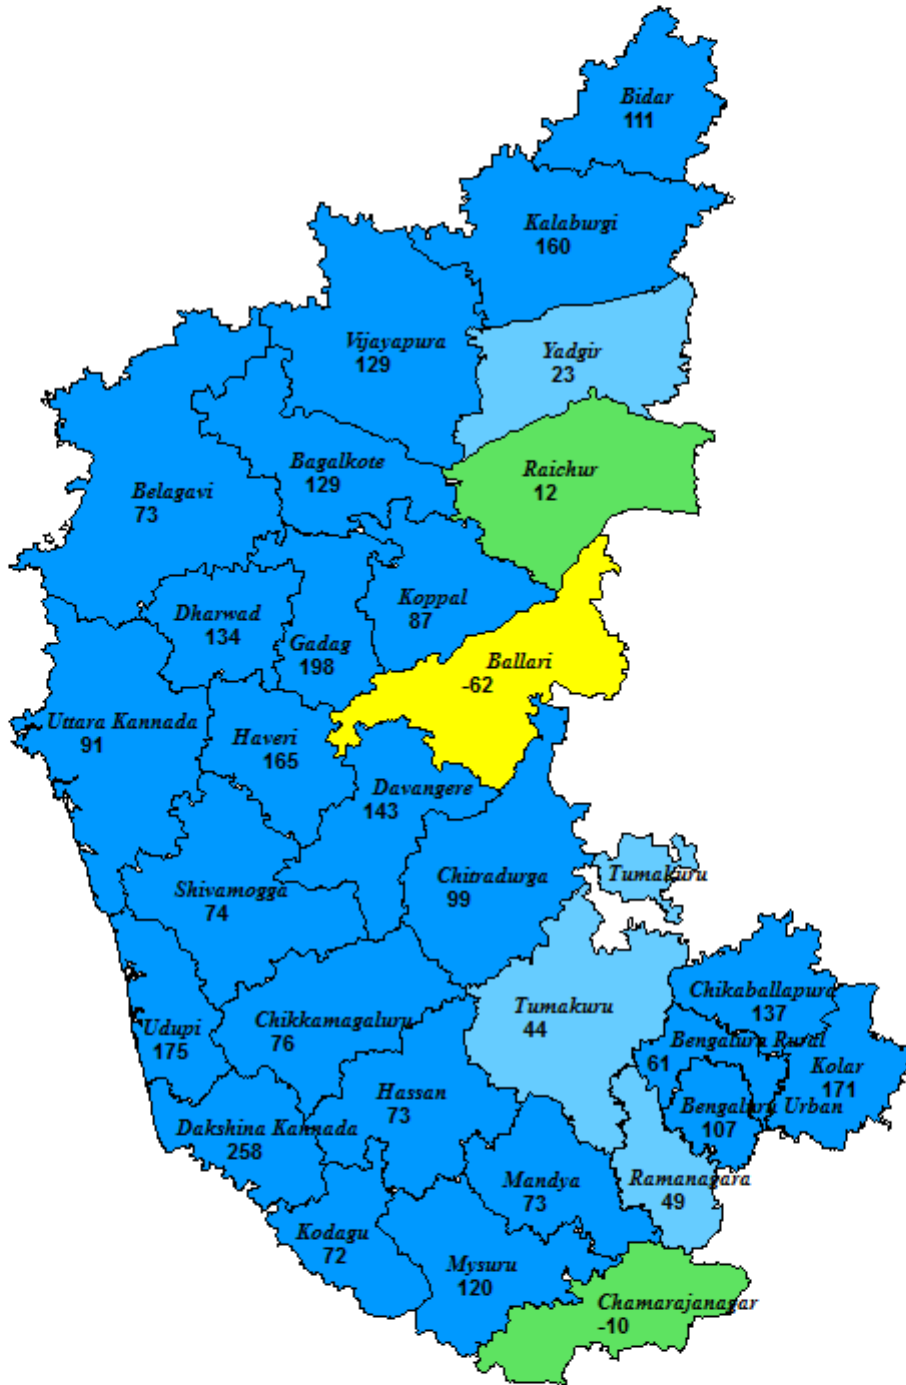 Bidar
111
Kalaburgi
160
Vijayapura
129
Yadgir
23
Bagalkote
129
Raichur
12
Belagavi
73
Koppal
87
Dharwad
134
Gadag
198
Ballari
-62
Uttara Kannada
91
Haveri
165
Davangere
143
Chitradurga
99
Tumakuru
Shivamogga
74
Chikaballapura
137
Tumakuru
44
Chikkamagaluru
76
Udupi
175
Bengalura Rural
61
Kolar
171
Hassan
73
Bengaluru Urban
107
Dakshina Kannada
258
Mandya
73
Ramanagara
49
Kodagu
72
Mysuru
120
Chamarajanagar
-10